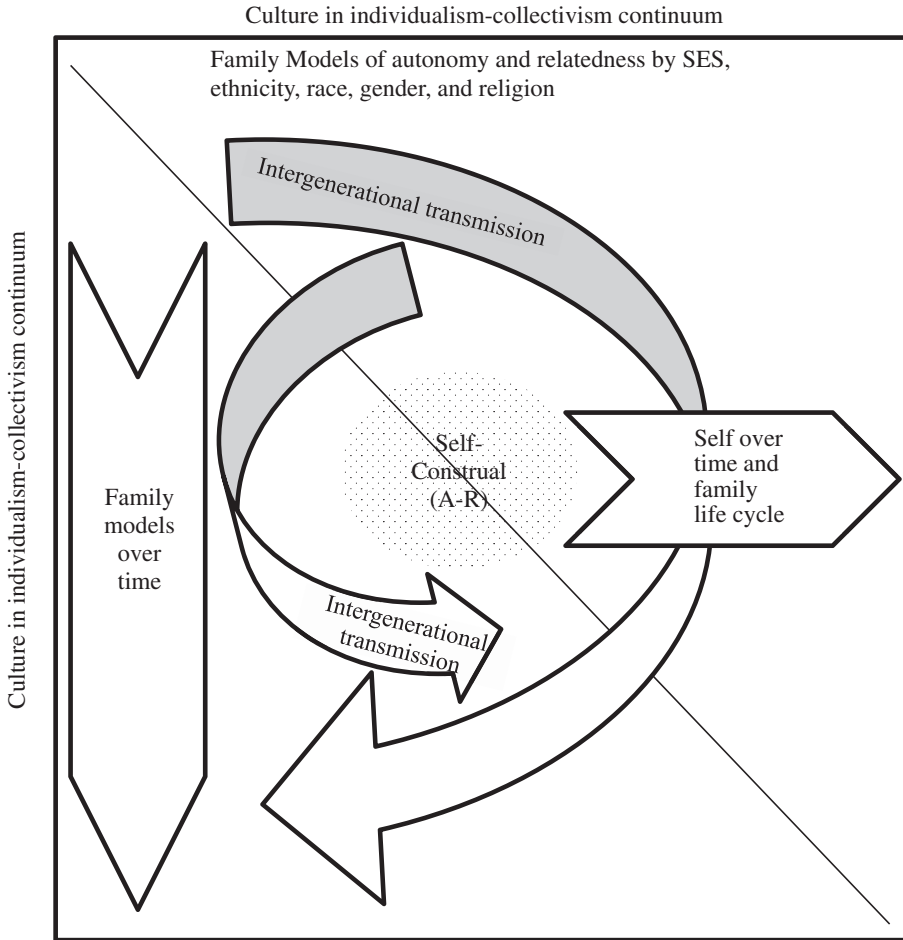 Culture in individualism-collectivism continuum
Family Models of autonomy and relatedness by SES,
ethnicity, race, gender, and religion
Intergenerational transmission
Culture in individualism-collectivism continuum
Self-
Construal
(A-R)
Self over
time and
family
life cycle
Family
models
over
time
Intergenerational
transmission